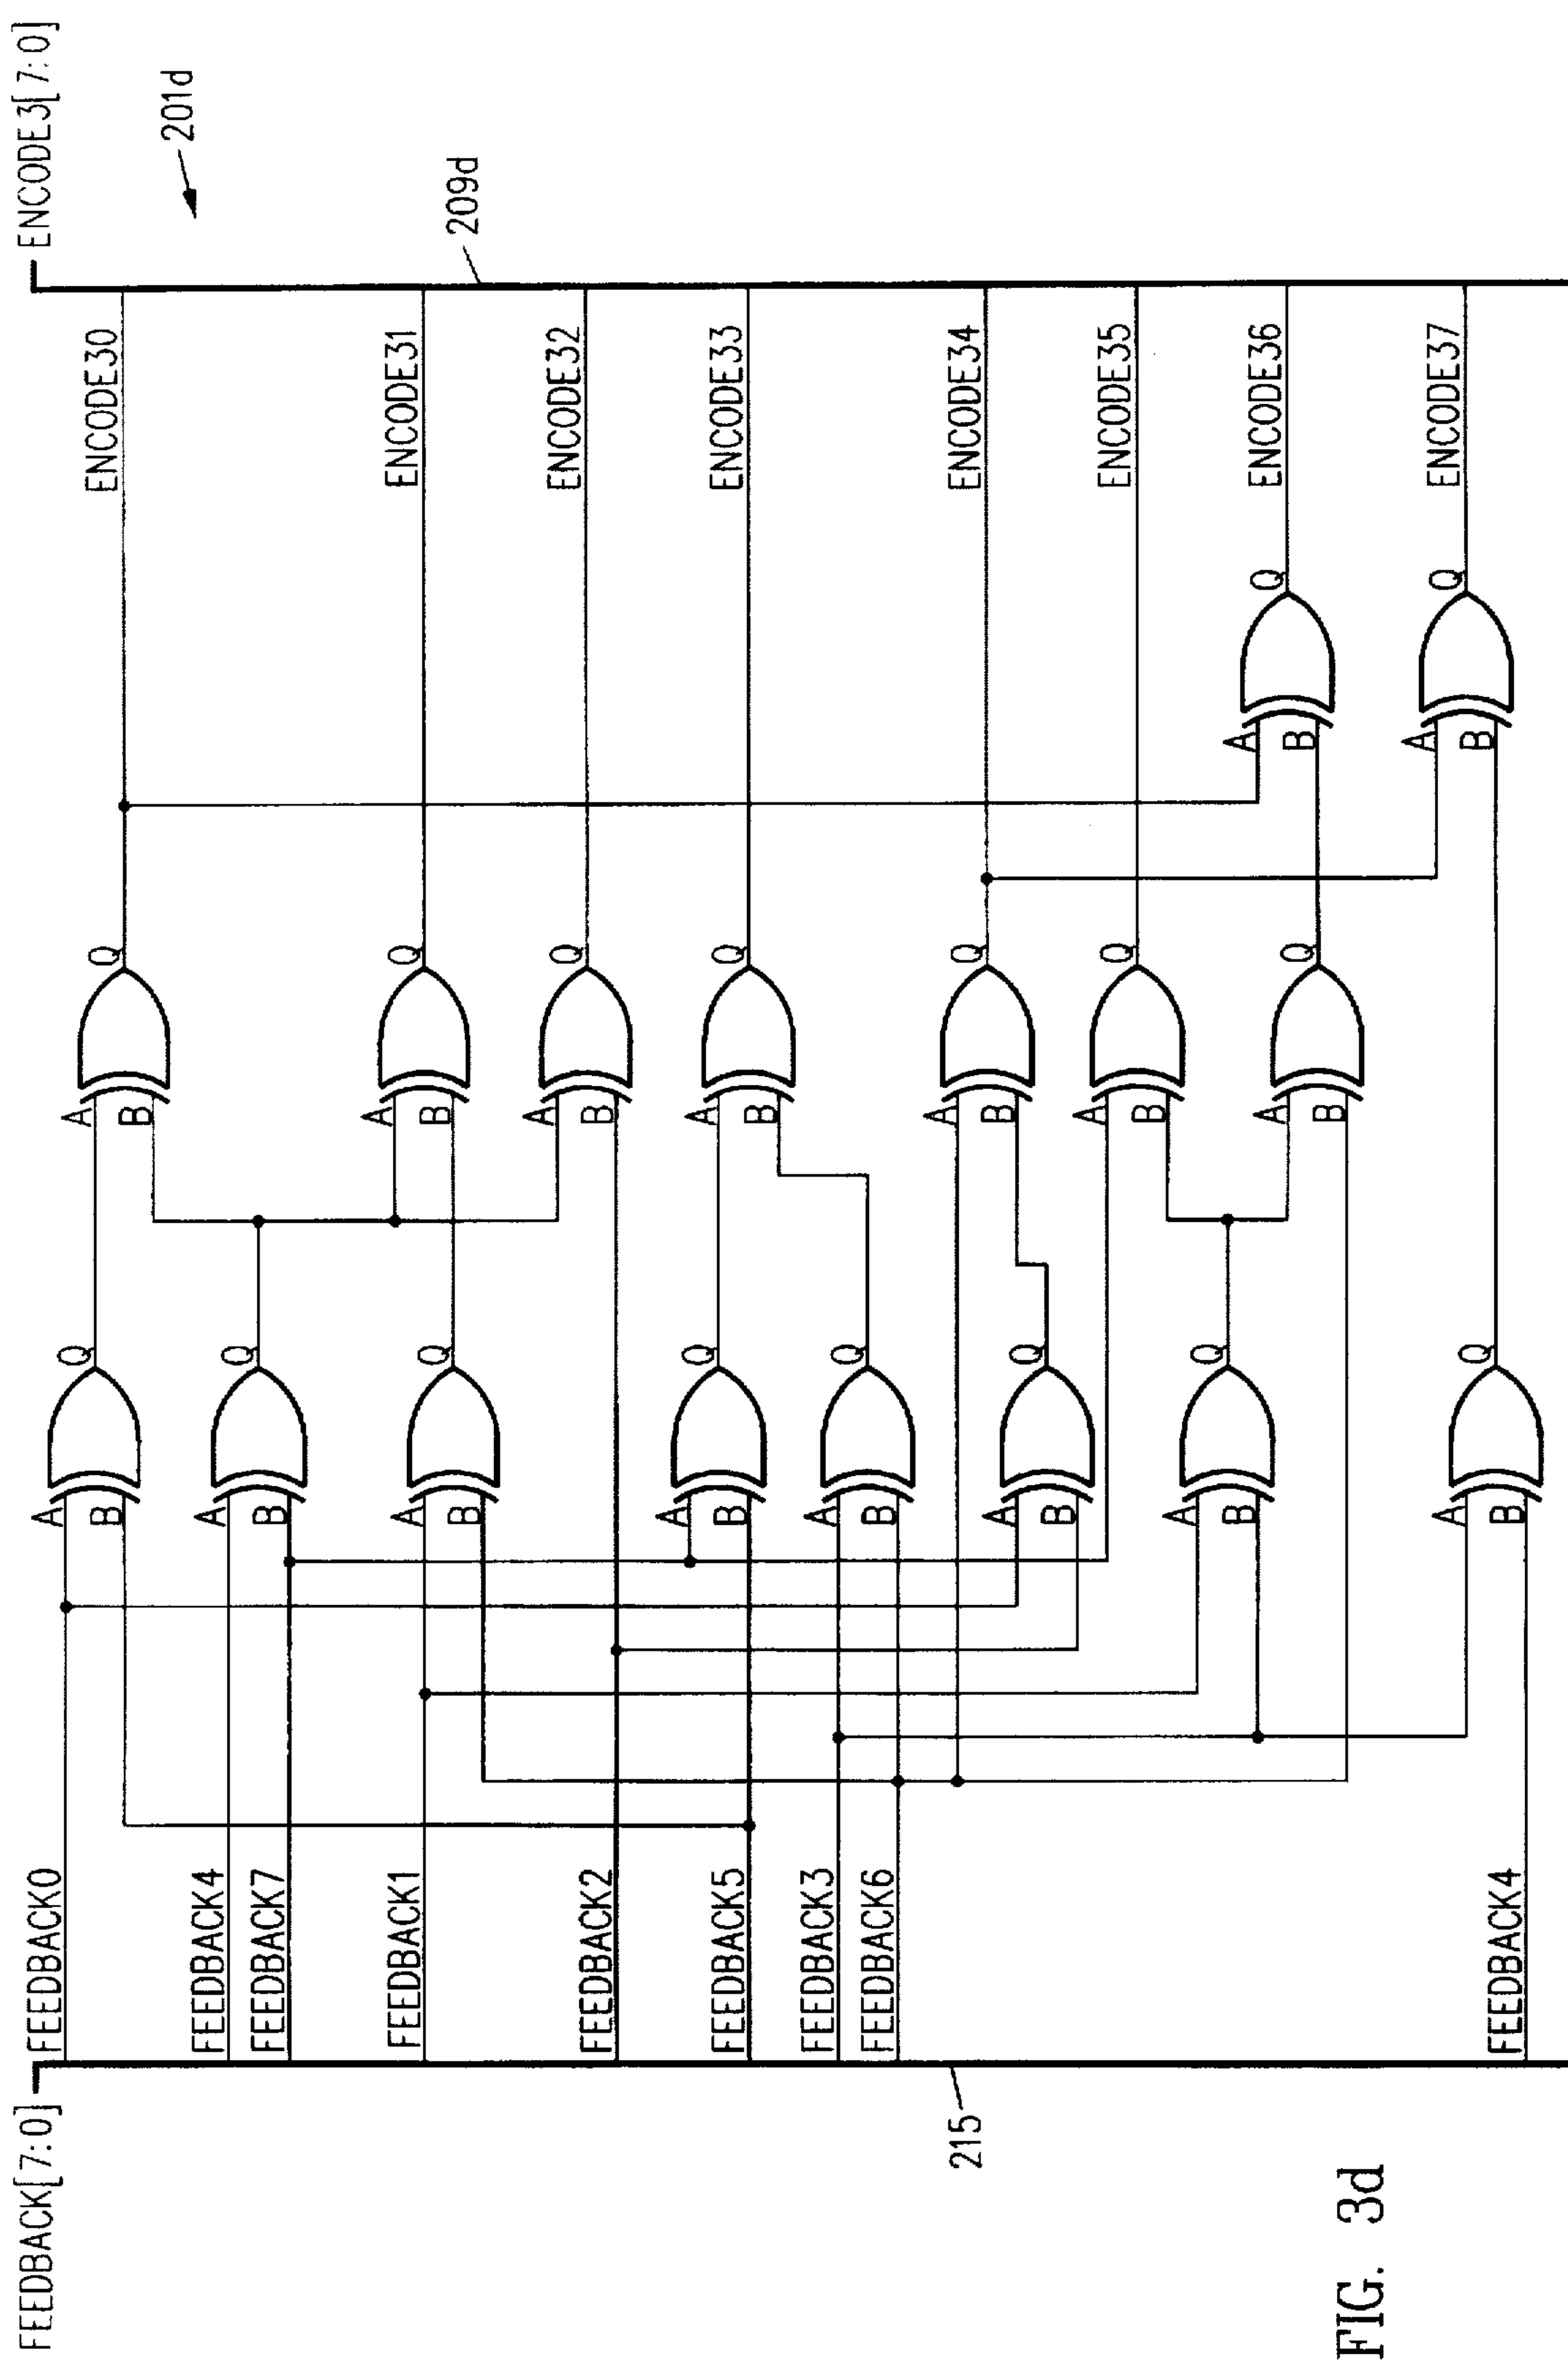 FEEDBACK[7:0]
ENCODE3[7:0]
201d
209d
215
FEEDBACK0
FEEDBACK4
FEEDBACK7
FEEDBACK1
FEEDBACK2
FEEDBACK5
FEEDBACK3
FEEDBACK6
FEEDBACK4
A
B
Q
A
B
Q
A
B
Q
A
B
Q
A
B
Q
A
B
Q
A
B
Q
A
B
Q
A
B
Q
A
B
Q
A
B
Q
A
B
Q
A
B
Q
A
B
Q
A
B
Q
A
B
Q
A
B
Q
ENCODE30
ENCODE31
ENCODE32
ENCODE33
ENCODE34
ENCODE35
ENCODE36
ENCODE37
FIG. 3d